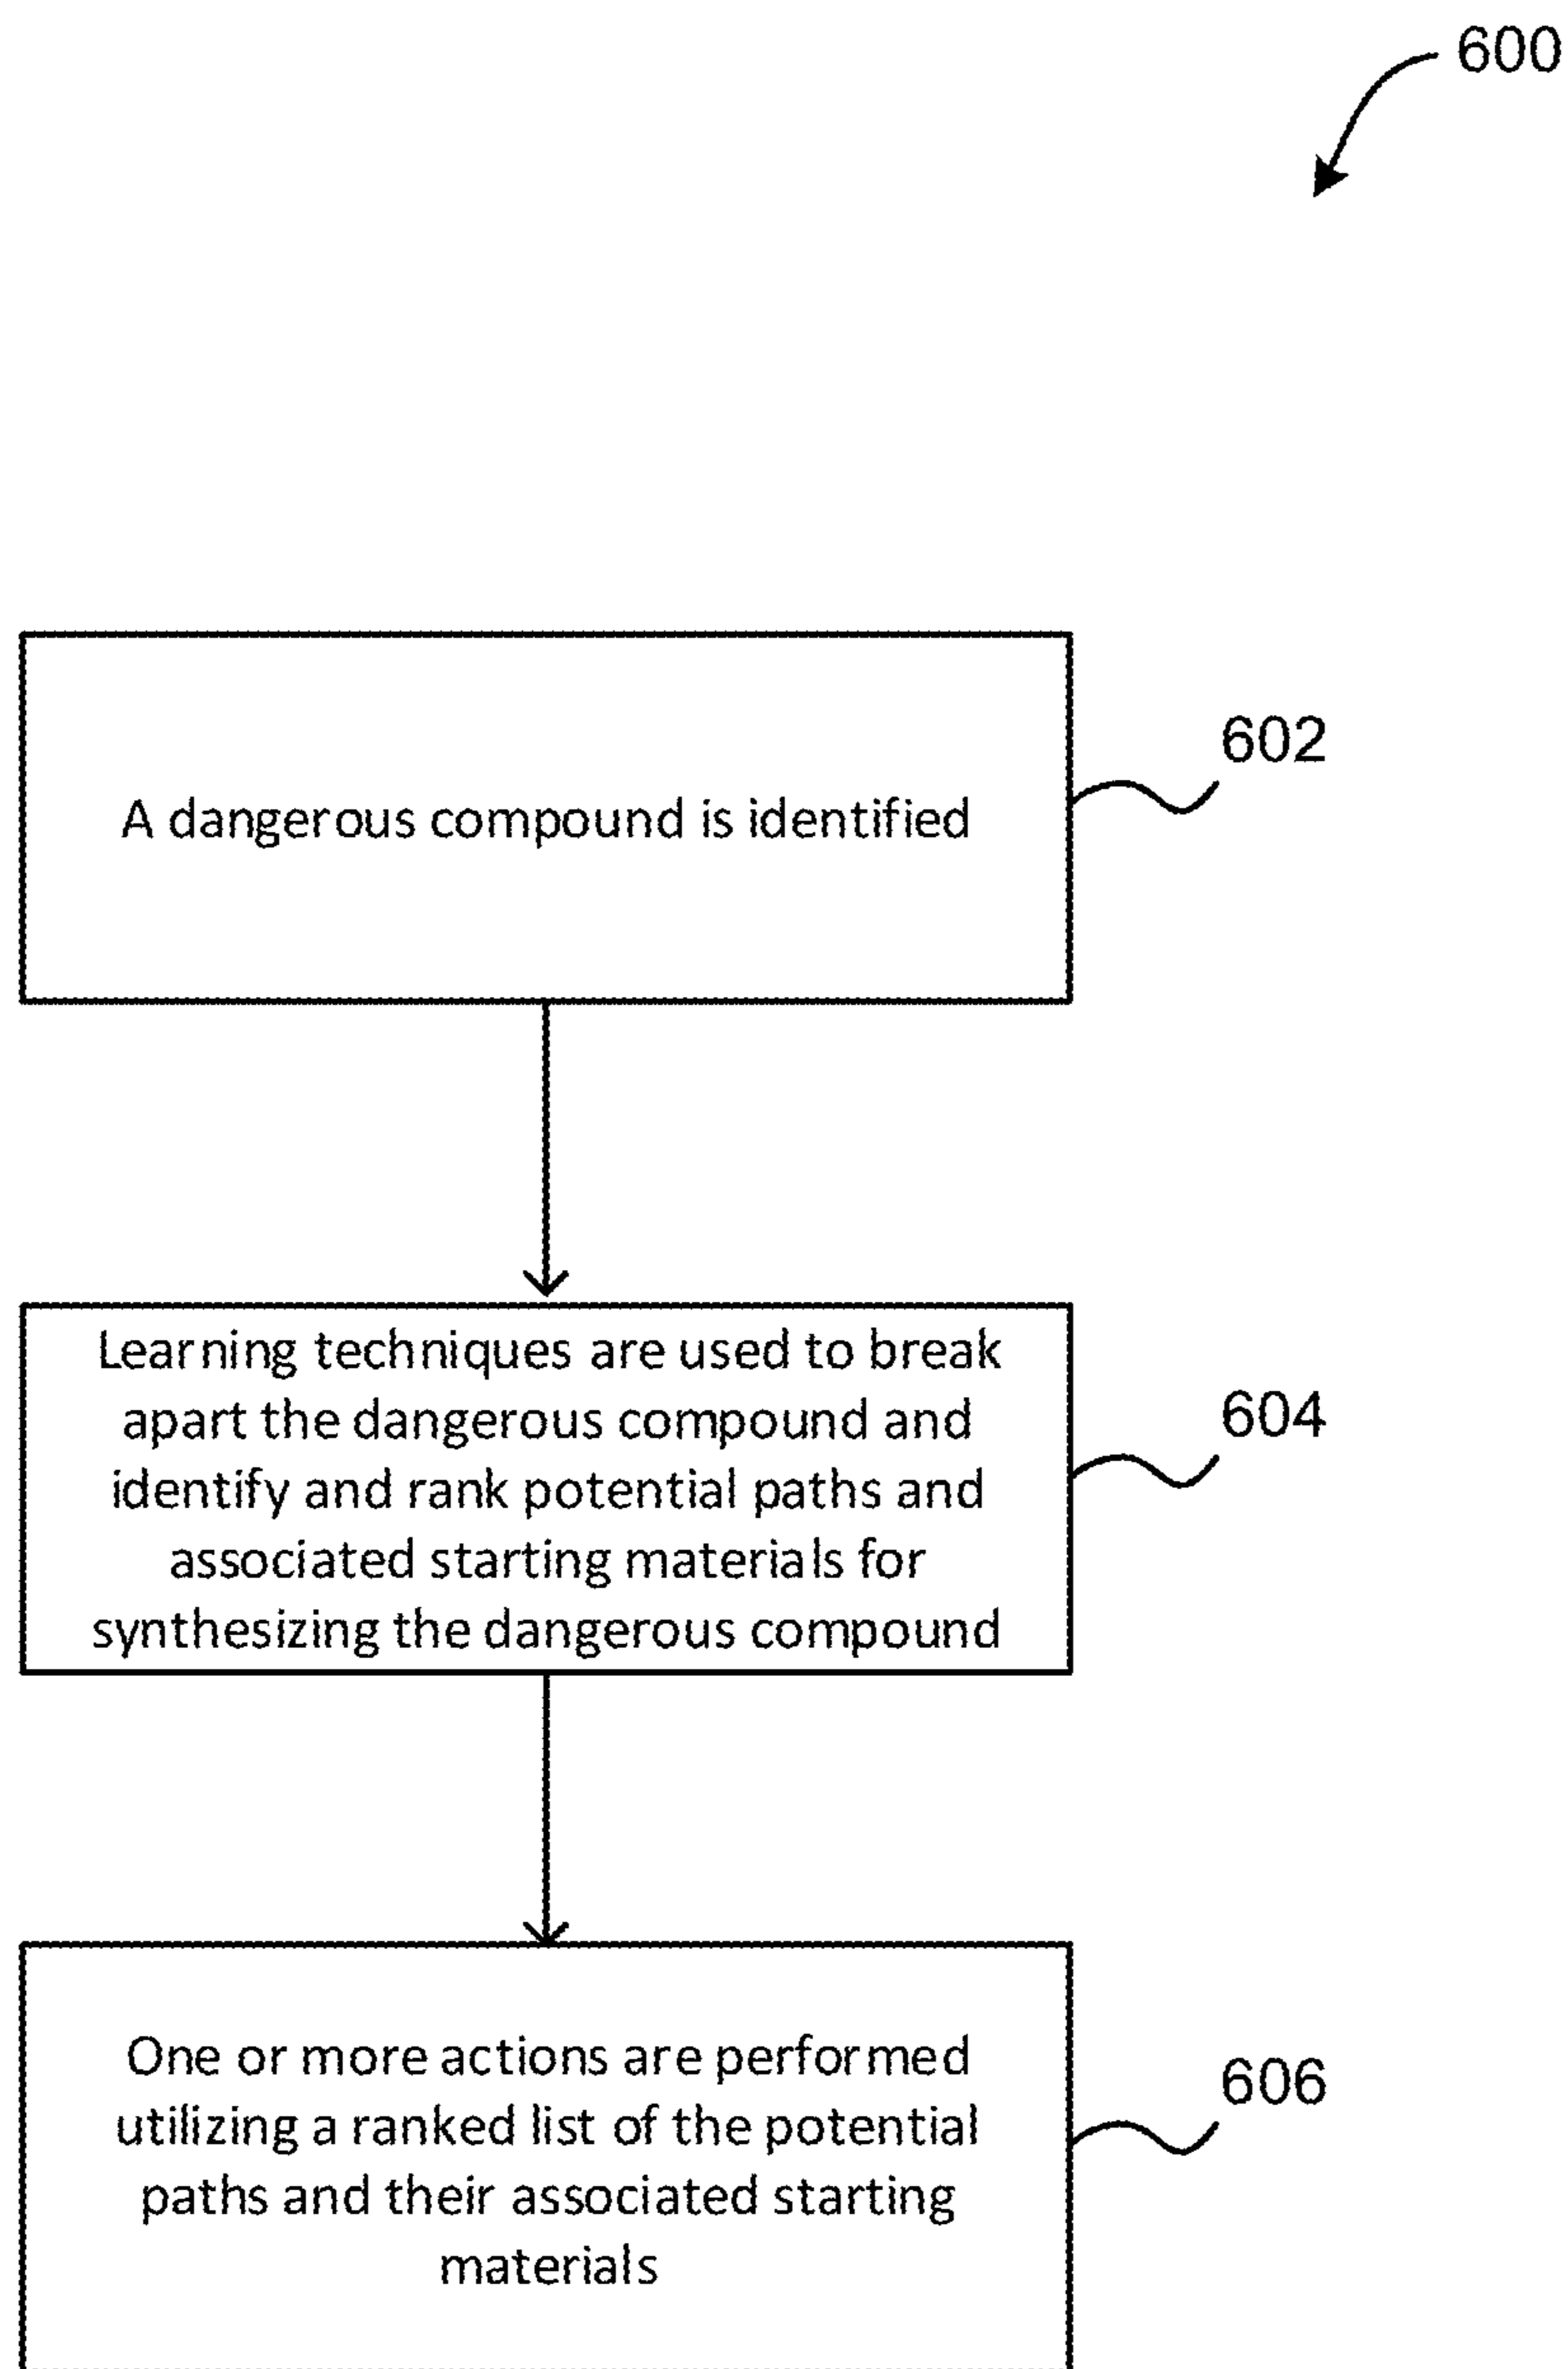 600
A dangerous compound is identified
602
Learning techniques are used to break
apart the dangerous compound and
identify and rank potential paths and
associated starting materials for
synthesizing the dangerous compound
604
One or more actions are performed
utilizing a ranked list of the potential
paths and their associated starting
materials
606